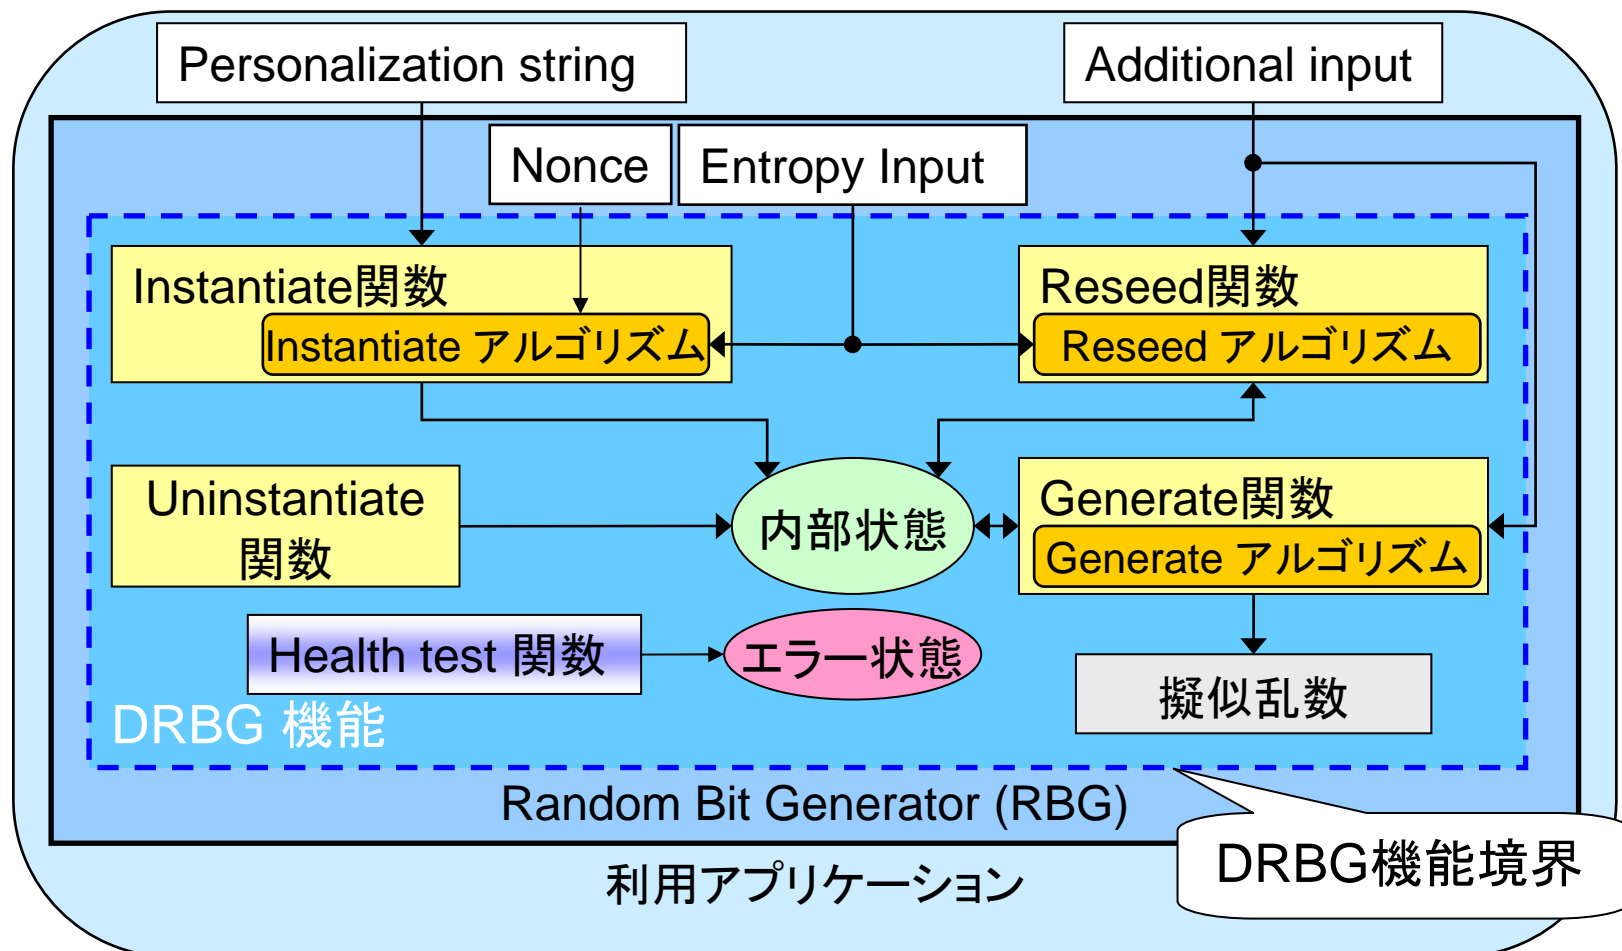 Personalization string
Additional input
Nonce
Entropy Input
Instantiate関数
Instantiate アルゴリズム
Reseed関数
Reseed アルゴリズム
Uninstantiate
関数
内部状態
Generate関数
Generate アルゴリズム
Health test 関数
エラー状態
擬似乱数
DRBG 機能
Random Bit Generator (RBG)
DRBG機能境界
利用アプリケーション